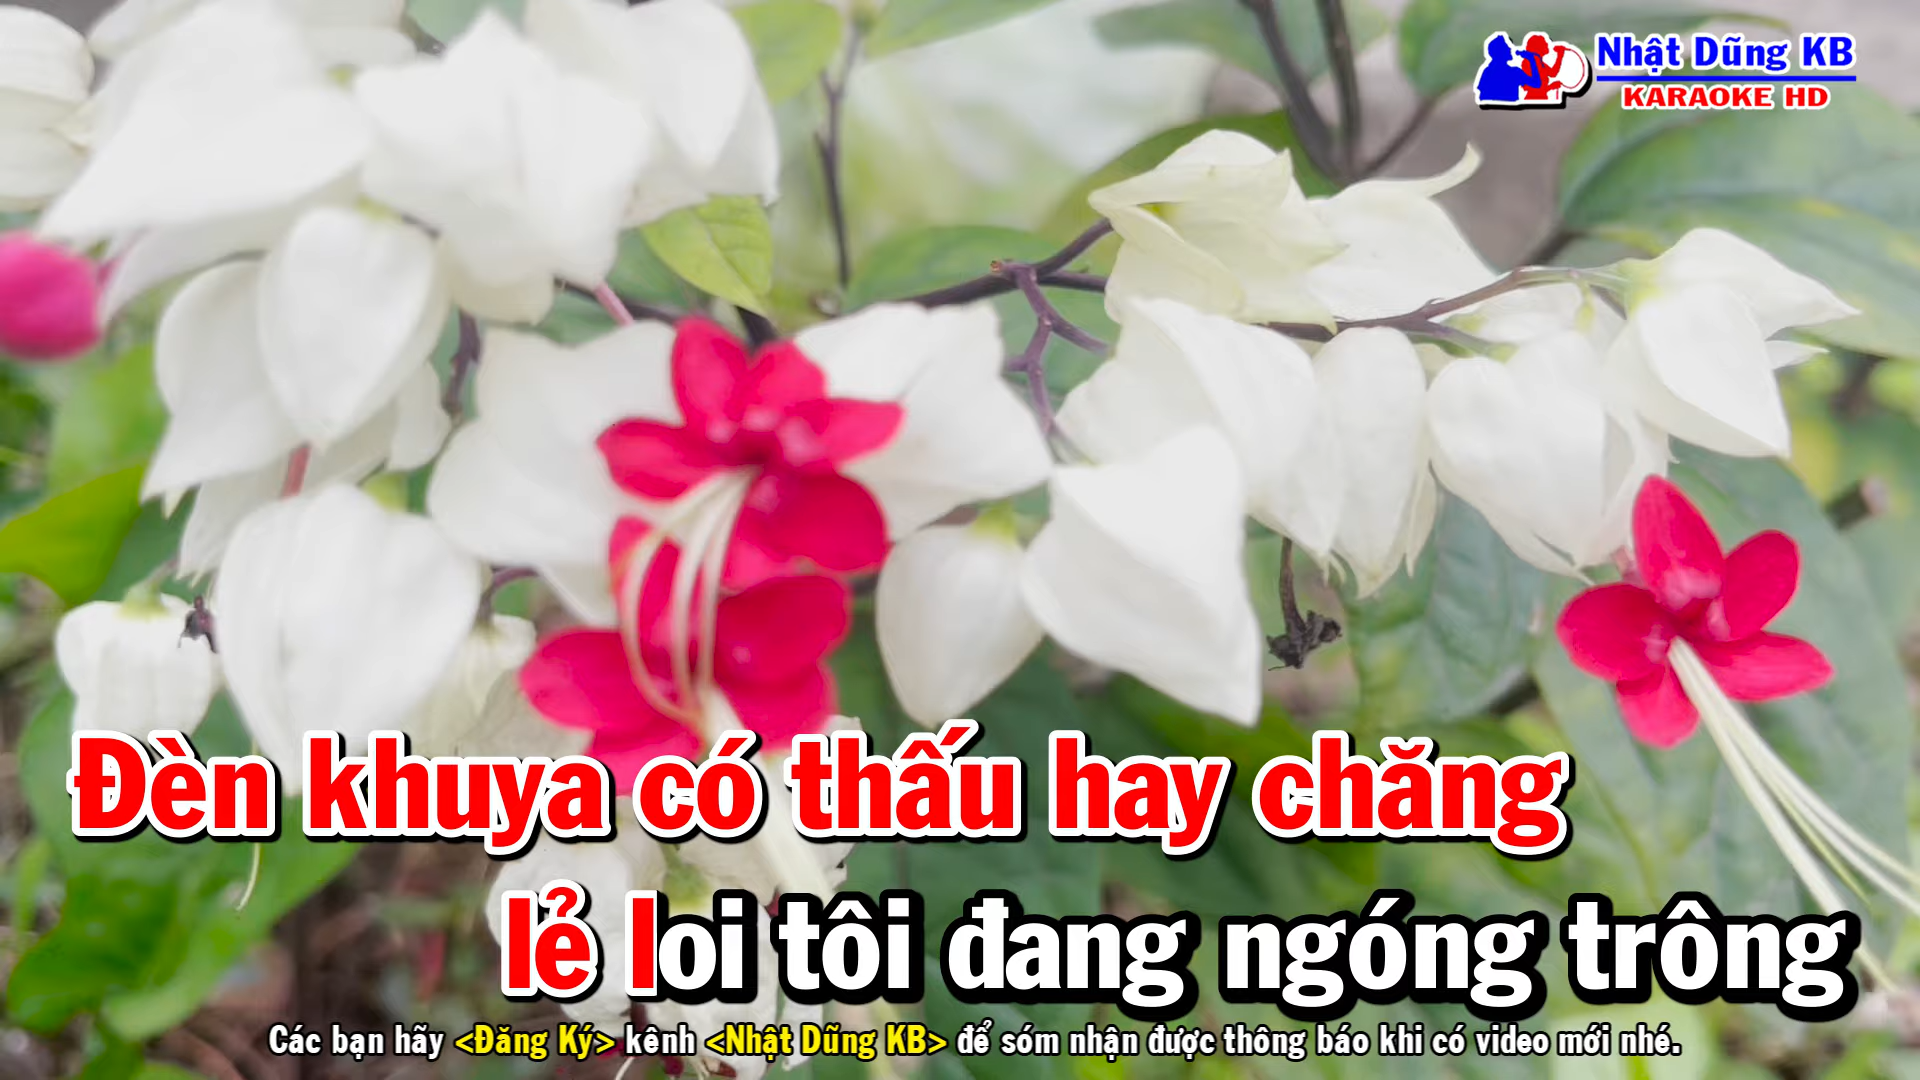 Nhật Dũng KB
KARAOKE HD
Đèn khuya có thấu hay chăng
lẻ loi tôi đang ngóng trông
Các bạn hãy <Đăng Ký> kênh <Nhật Dũng KB> để sóm nhận được thông báo khi có video mới nhé.